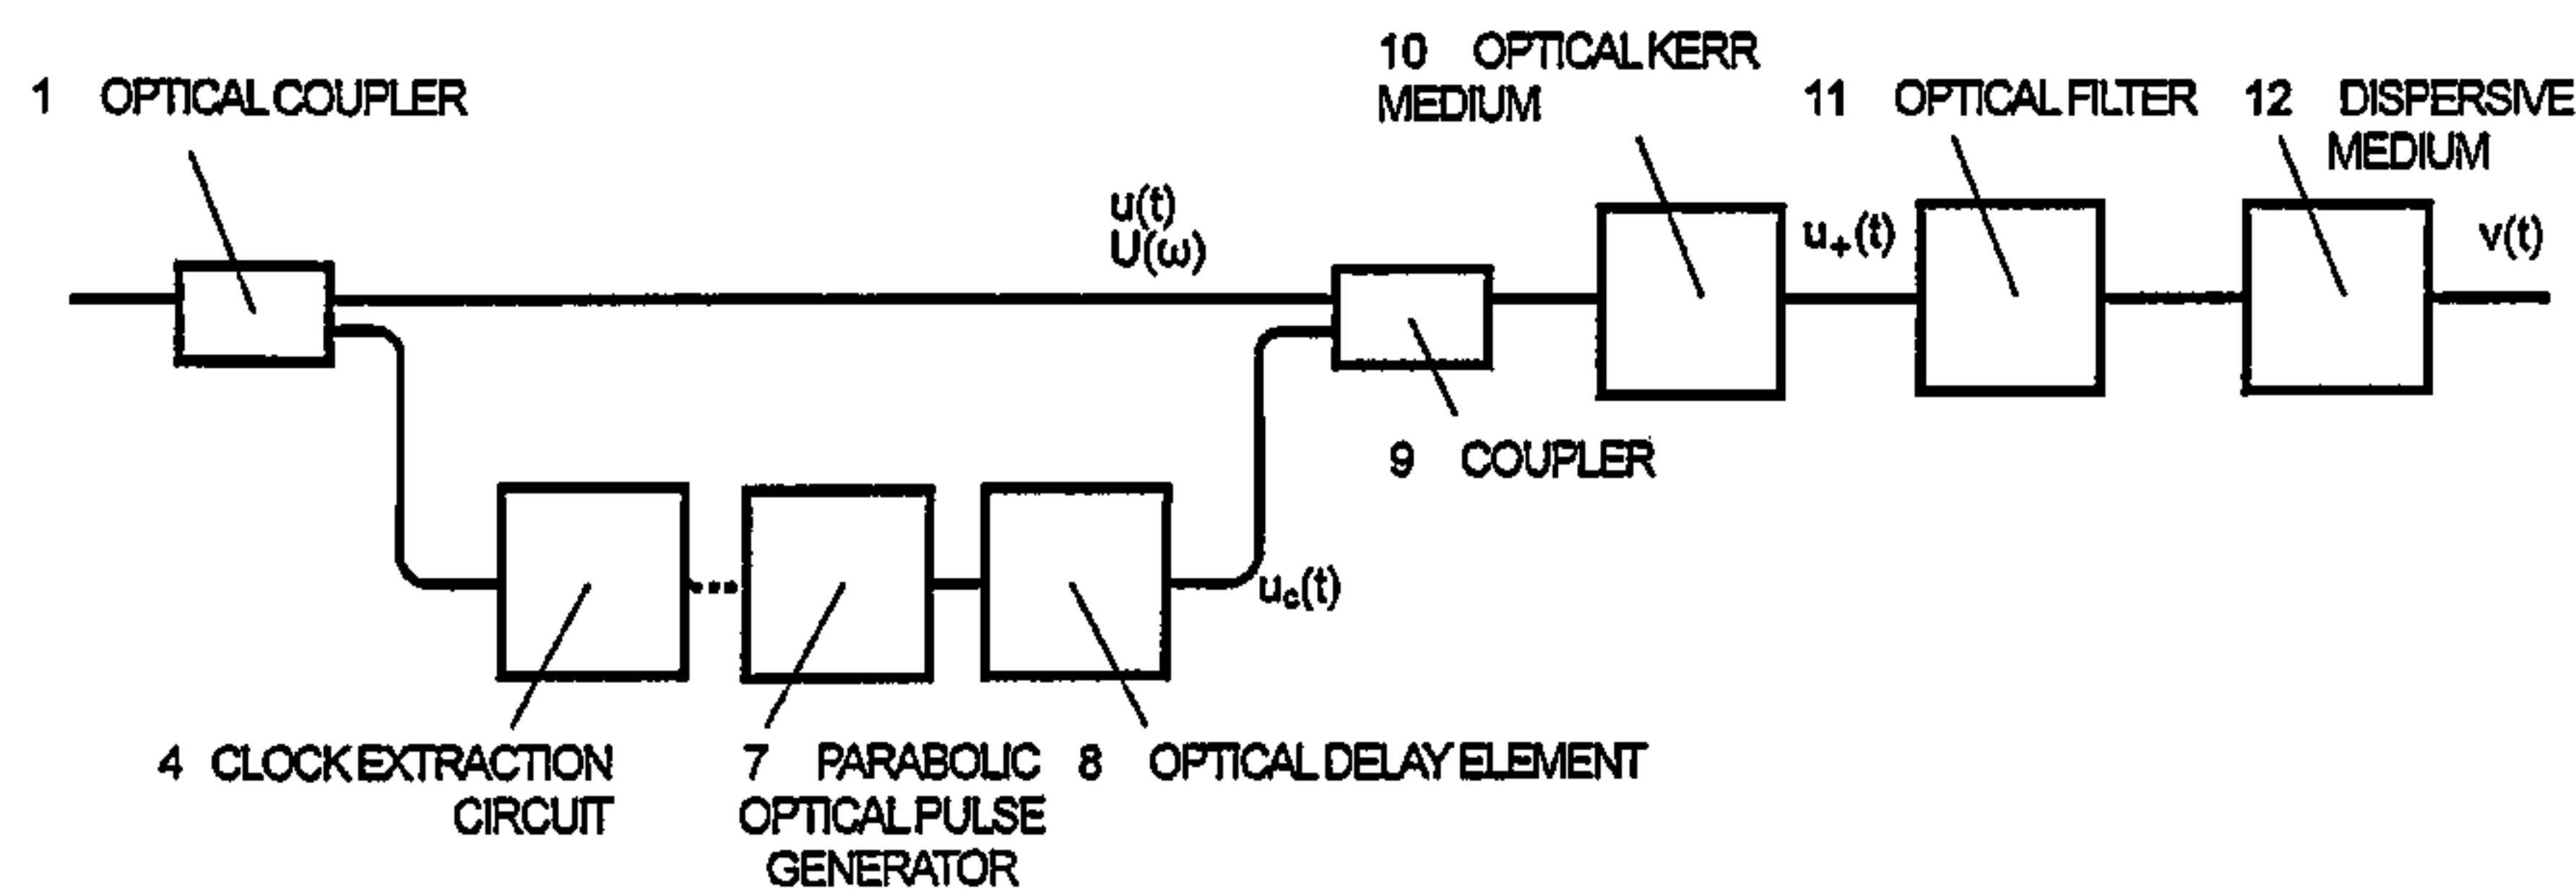 1 OPTICAL COUPLER
10 OPTICAL KERR
MEDIUM
11 OPTICAL FILTER
12 DISPERSIVE
MEDIUM
u(t)
U(ω)
u₊(t)
v(t)
9 COUPLER
u_c(t)
4 CLOCK EXTRACTION
CIRCUIT
7 PARABOLIC
OPTICAL PULSE
GENERATOR
8 OPTICAL DELAY ELEMENT